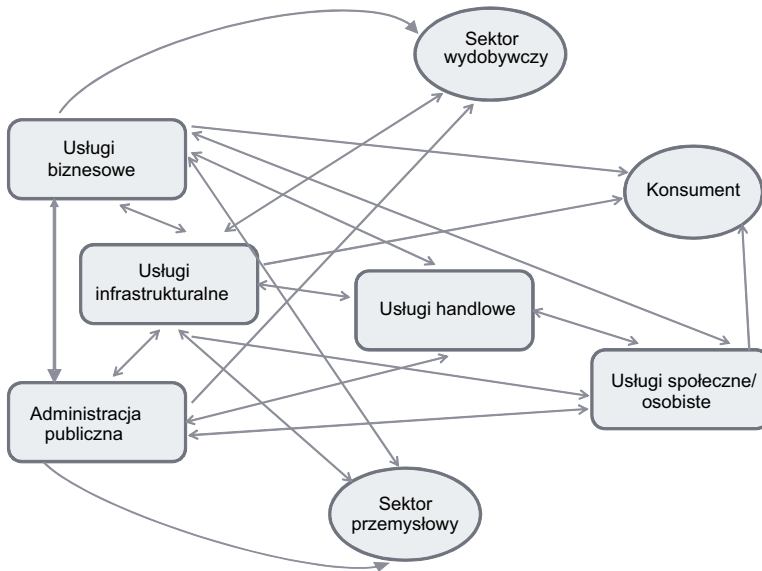 Sektor
wydobywczy
Usługi
biznesowe
Konsument
Usługi
infrastrukturalne
Usługi handlowe
Usługi społeczne/
osobiste
Administracja
publiczna
Sektor
przemysłowy